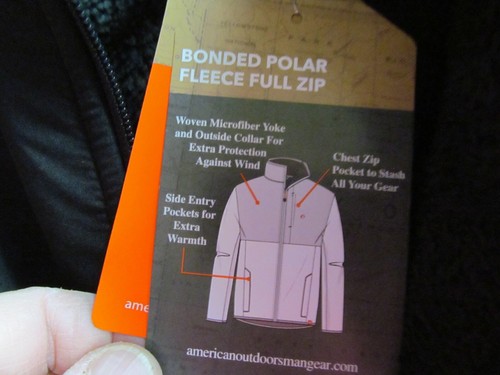 BONDED POLAR
FLEECE FULL ZIP
Woven Microfiber Yoke
and Outside Collar For
Extra Protection
Against Wind
Chest Zip
Pocket to Stash
All Your Gear
Side Entry
Pockets for
Extra
Warmth
ame
americanoutdoorsmangear.com